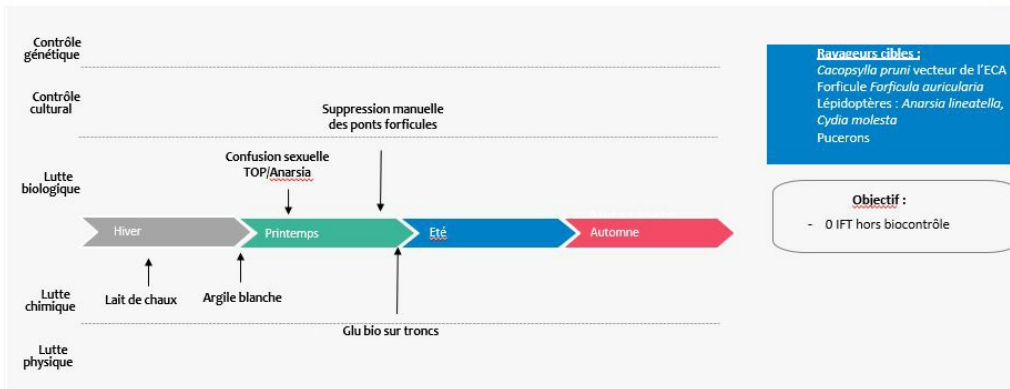 Contrôle
génétique
Contrôle
cultural
Suppression manuelle
des ponts forficules
Confusion sexuelle
TOP/Anarsia
Lutte
biologique
Hiver
Printemps
Eté
Automne
Lait de chaux
Argile blanche
Lutte
chimique
Glu bio sur troncs
Lutte
physique
Ravageurs cibles :
Cacopsylla pruni vecteur de l'ECA
Forficule Forficula auricularia
Lépidoptères : Anarsia lineatella,
Cydia molesta
Pucerons
Objectif :
- 0 IFT hors biocontrôle